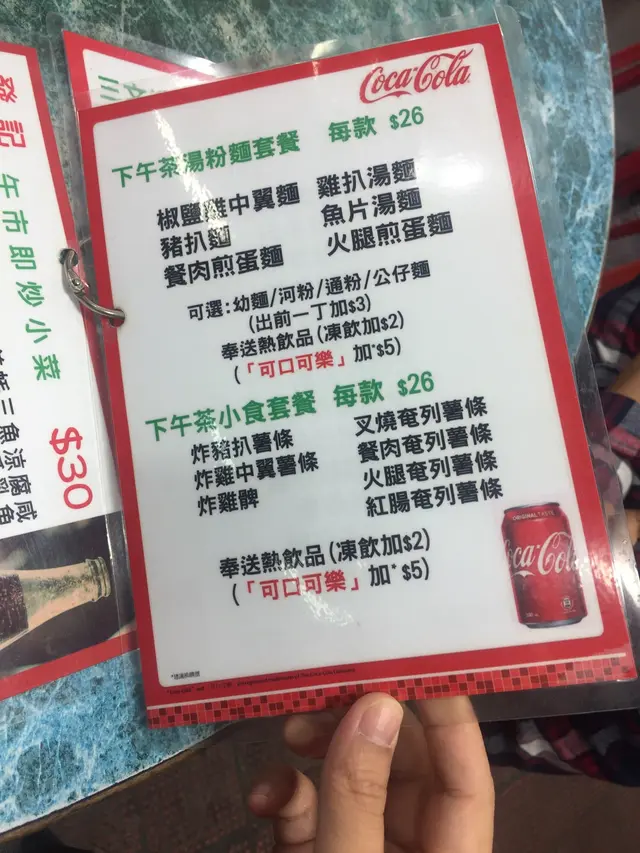 發記
午市即炒小菜
$30
Coca-Cola
下午茶湯粉麵套餐 每款 $26
椒鹽雞中翼麵 雞扒湯麵
豬扒麵 魚片湯麵
餐肉煎蛋麵 火腿煎蛋麵
可選:幼麵/河粉/通粉/公仔麵
(出前一丁加$3)
奉送熱飲品(凍飲加$2)
(「可口可樂」加*$5)
下午茶小食套餐 每款 $26
炸豬扒薯條 叉燒奄列薯條
炸雞中翼薯條 餐肉奄列薯條
炸雞髀 火腿奄列薯條
紅腸奄列薯條
奉送熱飲品(凍飲加$2)
(「可口可樂」加*$5)
ORIGINAL TASTE
Coca-Cola